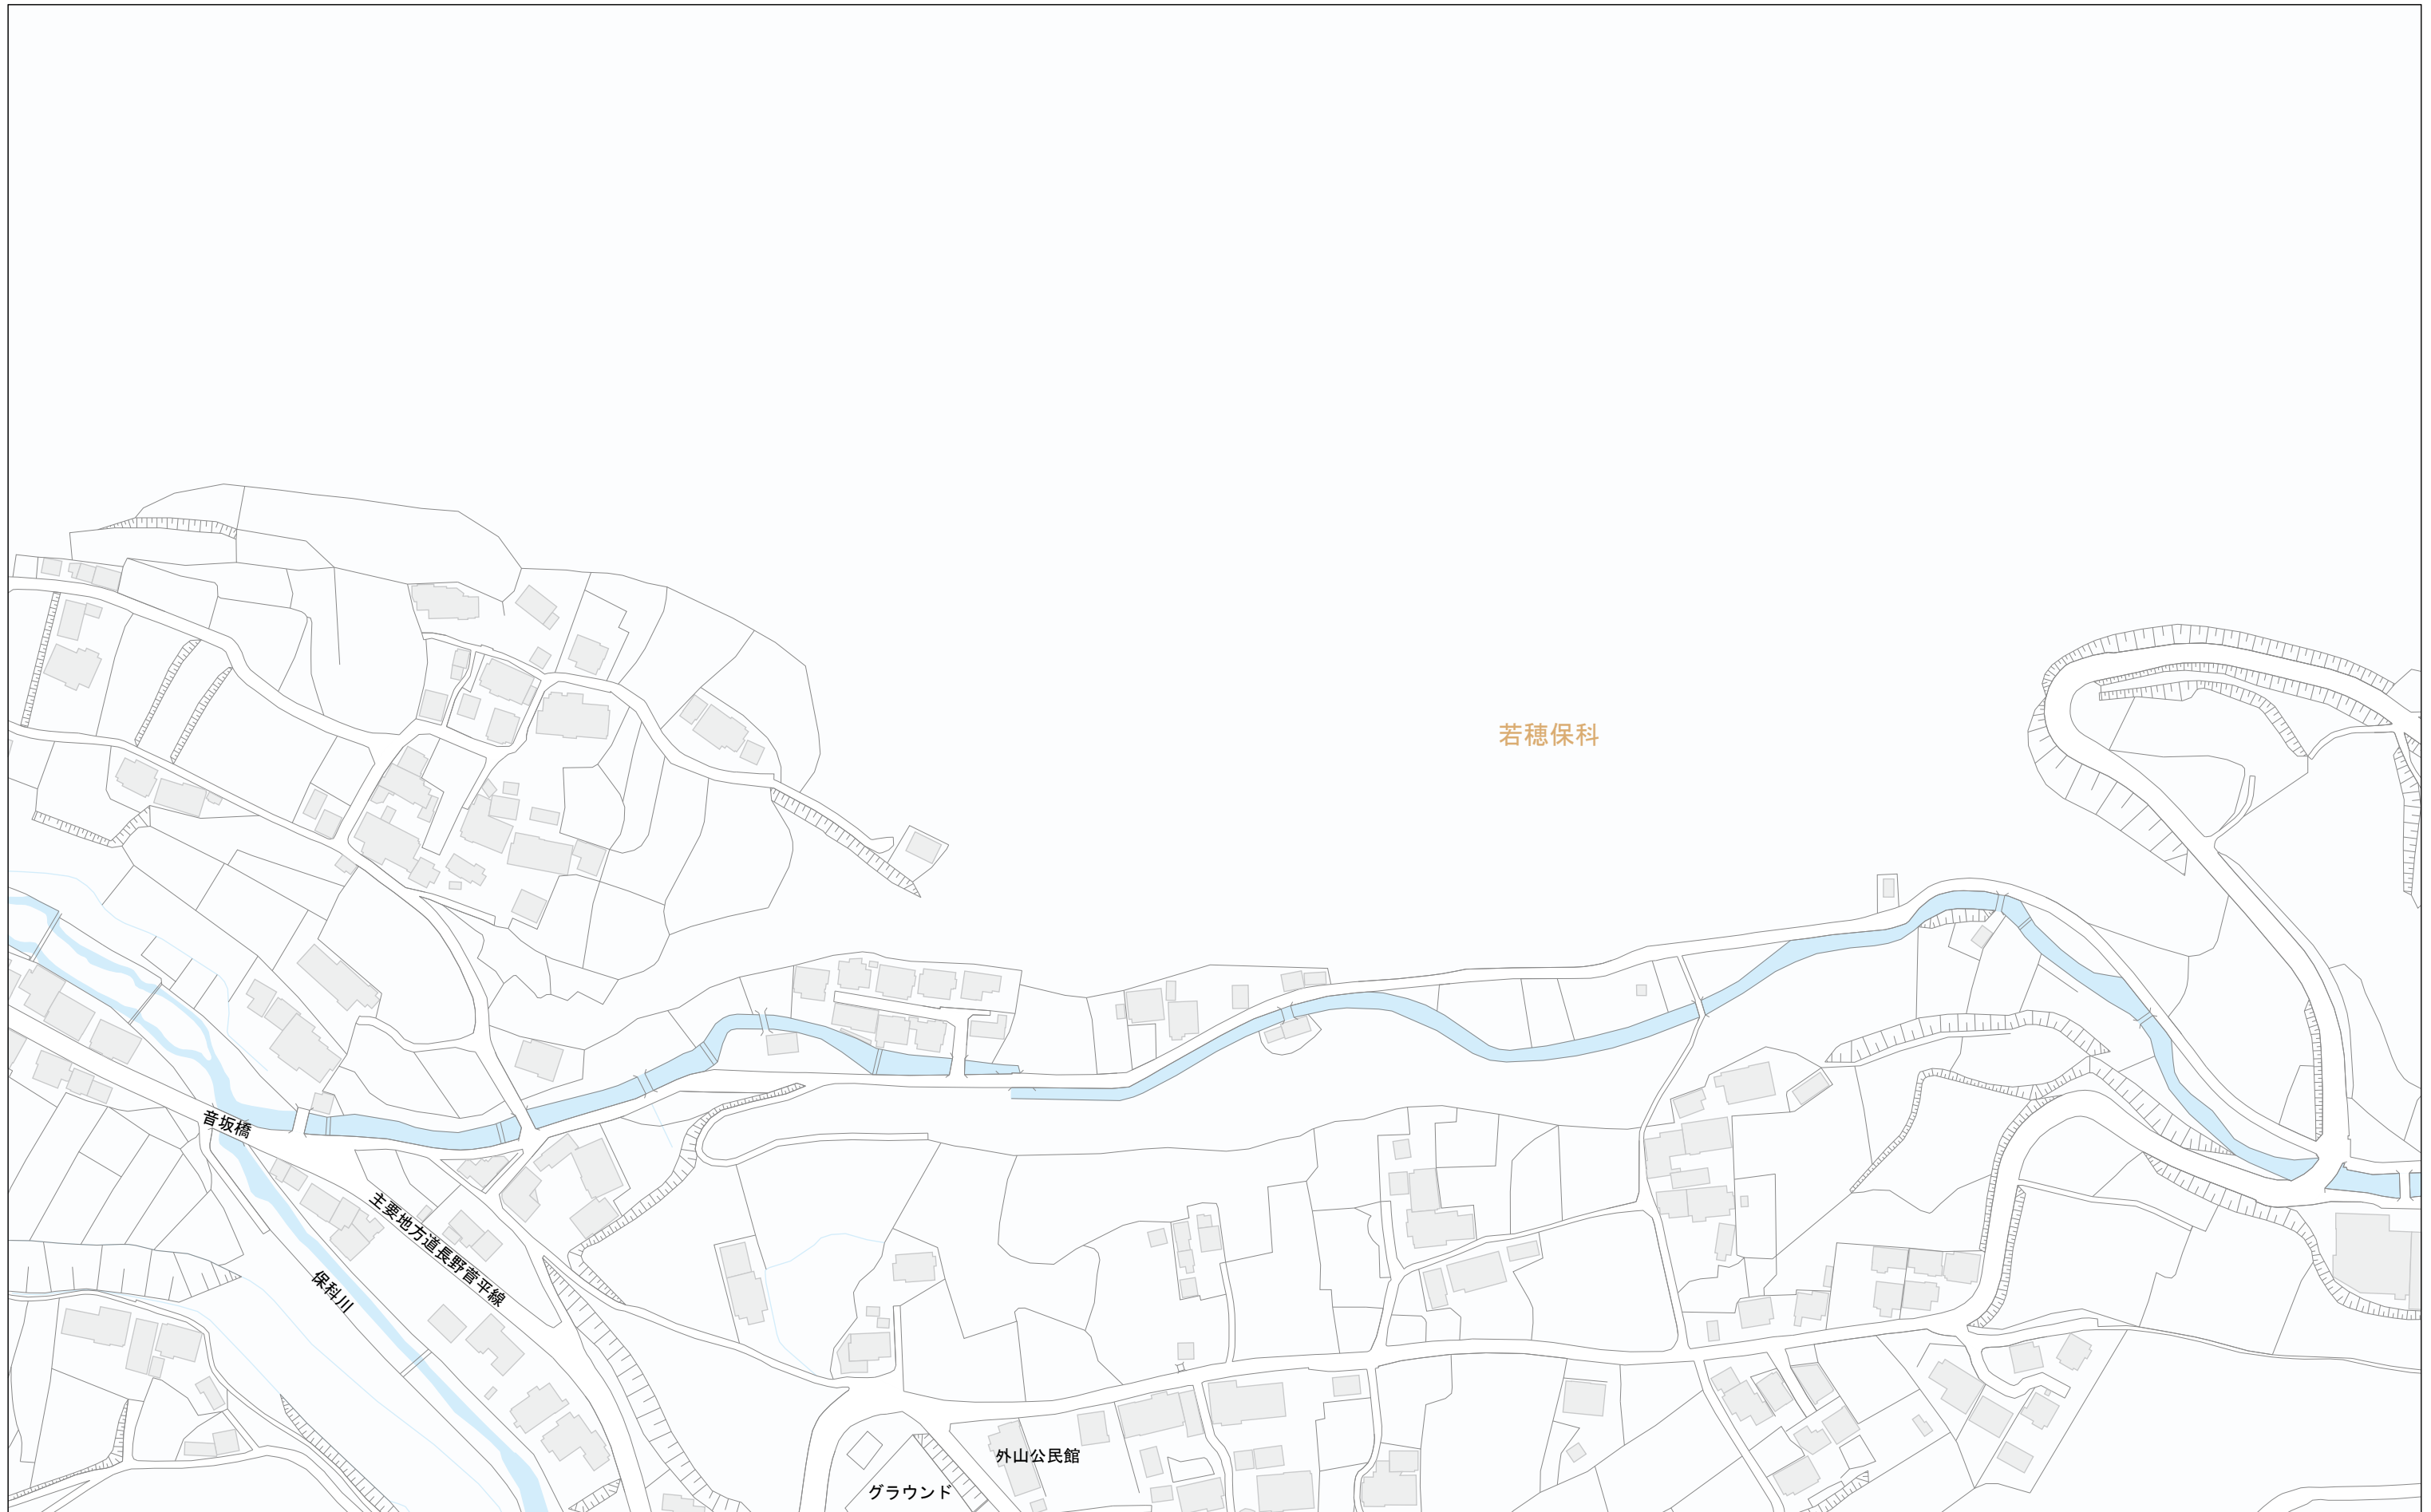 若穂保科
音坂橋
主要地方道長野菅平線
保科川
外山公民館
グラウンド